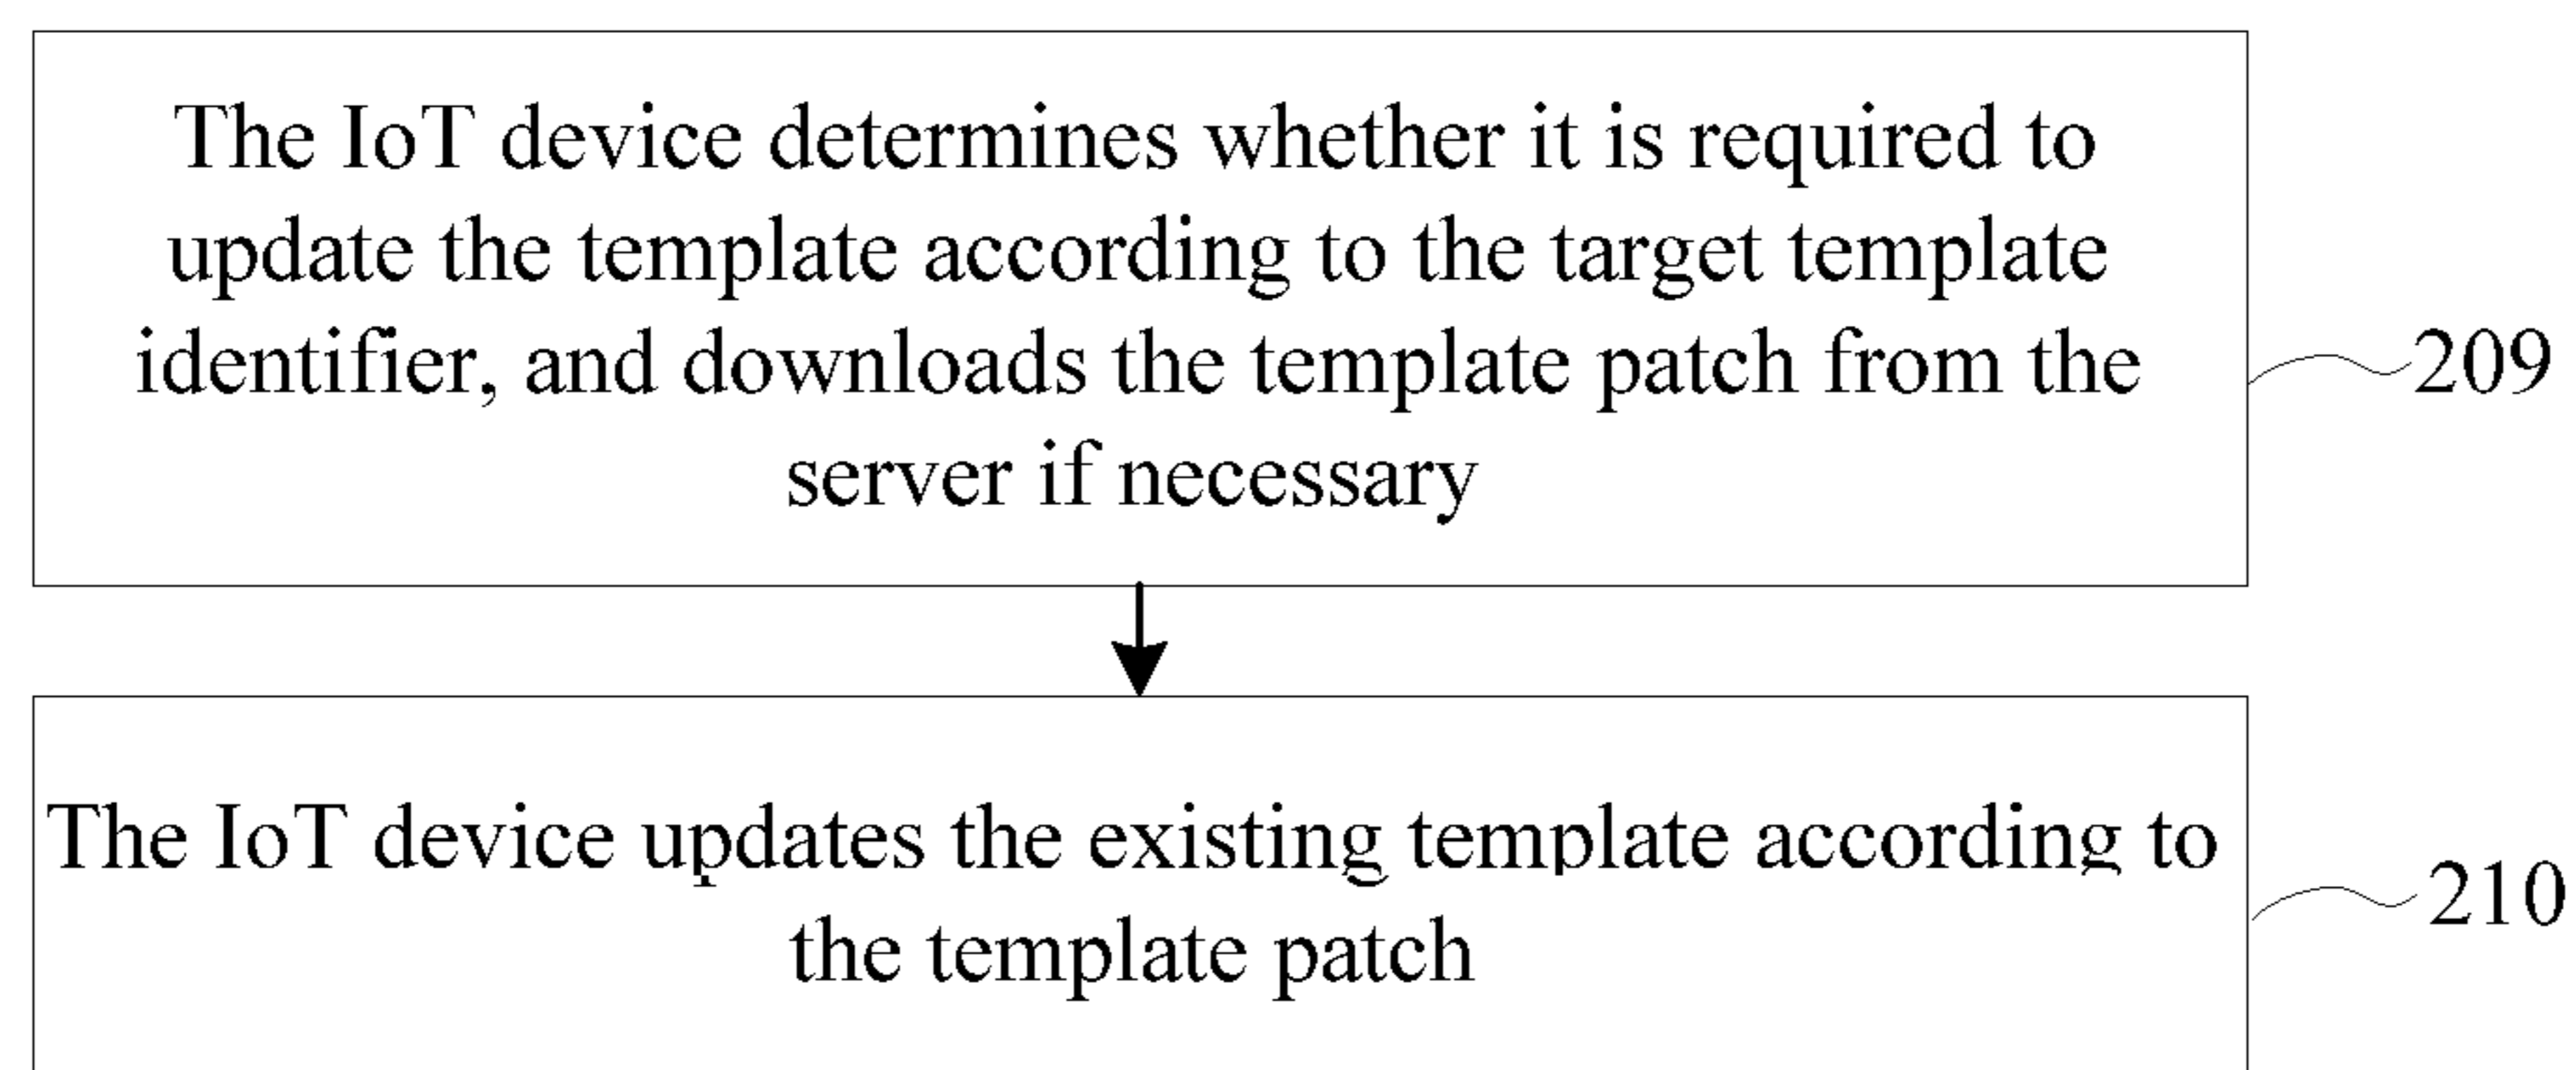 The IoT device determines whether it is required to
update the template according to the target template
identifier, and downloads the template patch from the
server if necessary
209
The IoT device updates the existing template according to
the template patch
210